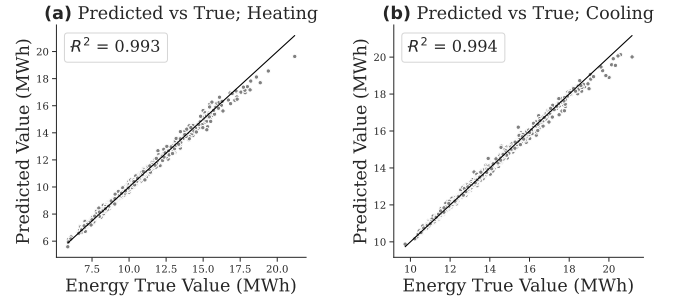 (a) Predicted vs True; Heating
R² = 0.993
Predicted Value (MWh)
20
18
16
14
12
10
8
6
7.5 10.0 12.5 15.0 17.5 20.0
Energy True Value (MWh)
(b) Predicted vs True; Cooling
R² = 0.994
Predicted Value (MWh)
20
18
16
14
12
10
10 12 14 16 18 20
Energy True Value (MWh)